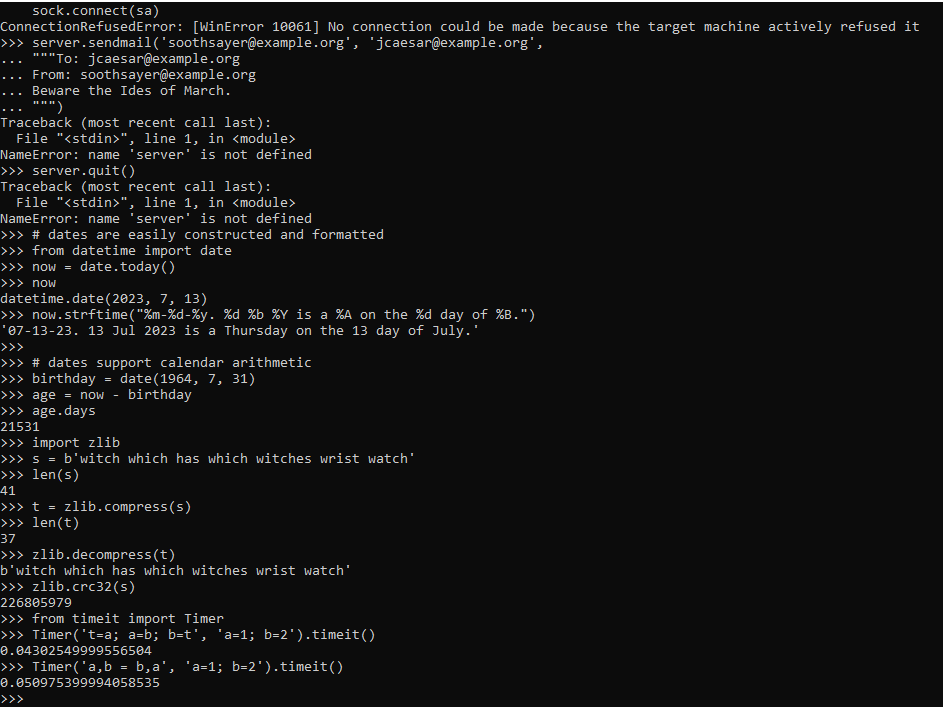 sock.connect(sa)
ConnectionRefusedError: [WinError 10061] No connection could be made because the target machine actively refused it
>>> server.sendmail('soothsayer@example.org', 'jcaesar@example.org',
... """To: jcaesar@example.org
... From: soothsayer@example.org
... Beware the Ides of March.
... """)
Traceback (most recent call last):
  File "<stdin>", line 1, in <module>
NameError: name 'server' is not defined
>>> server.quit()
Traceback (most recent call last):
  File "<stdin>", line 1, in <module>
NameError: name 'server' is not defined
>>> # dates are easily constructed and formatted
>>> from datetime import date
>>> now = date.today()
>>> now
datetime.date(2023, 7, 13)
>>> now.strftime("%m-%d-%y. %d %b %Y is a %A on the %d day of %B.")
'07-13-23. 13 Jul 2023 is a Thursday on the 13 day of July.'
>>>
>>> # dates support calendar arithmetic
>>> birthday = date(1964, 7, 31)
>>> age = now - birthday
>>> age.days
21531
>>> import zlib
>>> s = b'witch which has which witches wrist watch'
>>> len(s)
41
>>> t = zlib.compress(s)
>>> len(t)
37
>>> zlib.decompress(t)
b'witch which has which witches wrist watch'
>>> zlib.crc32(s)
226805979
>>> from timeit import Timer
>>> Timer('t=a; a=b; b=t', 'a=1; b=2').timeit()
0.04302549999556504
>>> Timer('a,b = b,a', 'a=1; b=2').timeit()
0.050975399994058535
>>>